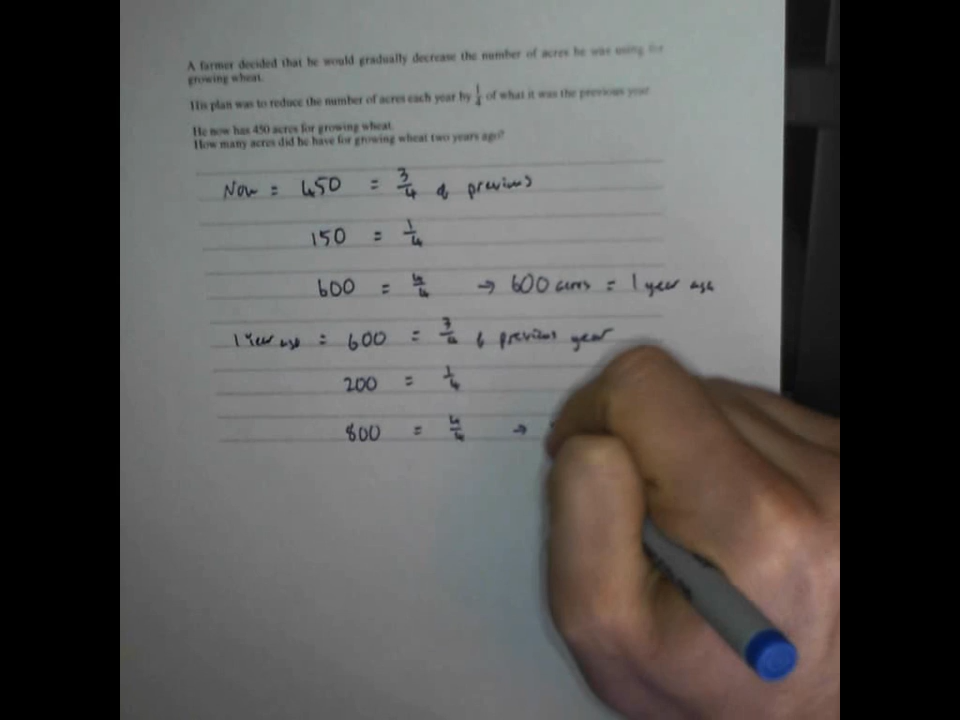 A farmer decided that he would gradually decrease the number of acres he was using for
growing wheat.
His plan was to reduce the number of acres each year by 1/4 of what it was the previous year
He now has 450 acres for growing wheat.
How many acres did he have for growing wheat two years ago?
Now = 450 = 3/4 of previous
150 = 1/4
600 = 4/4 → 600 acres = 1 year ago
1 Year ago = 600 = 3/4 of previous year
200 = 1/4
800 = 4/4 →